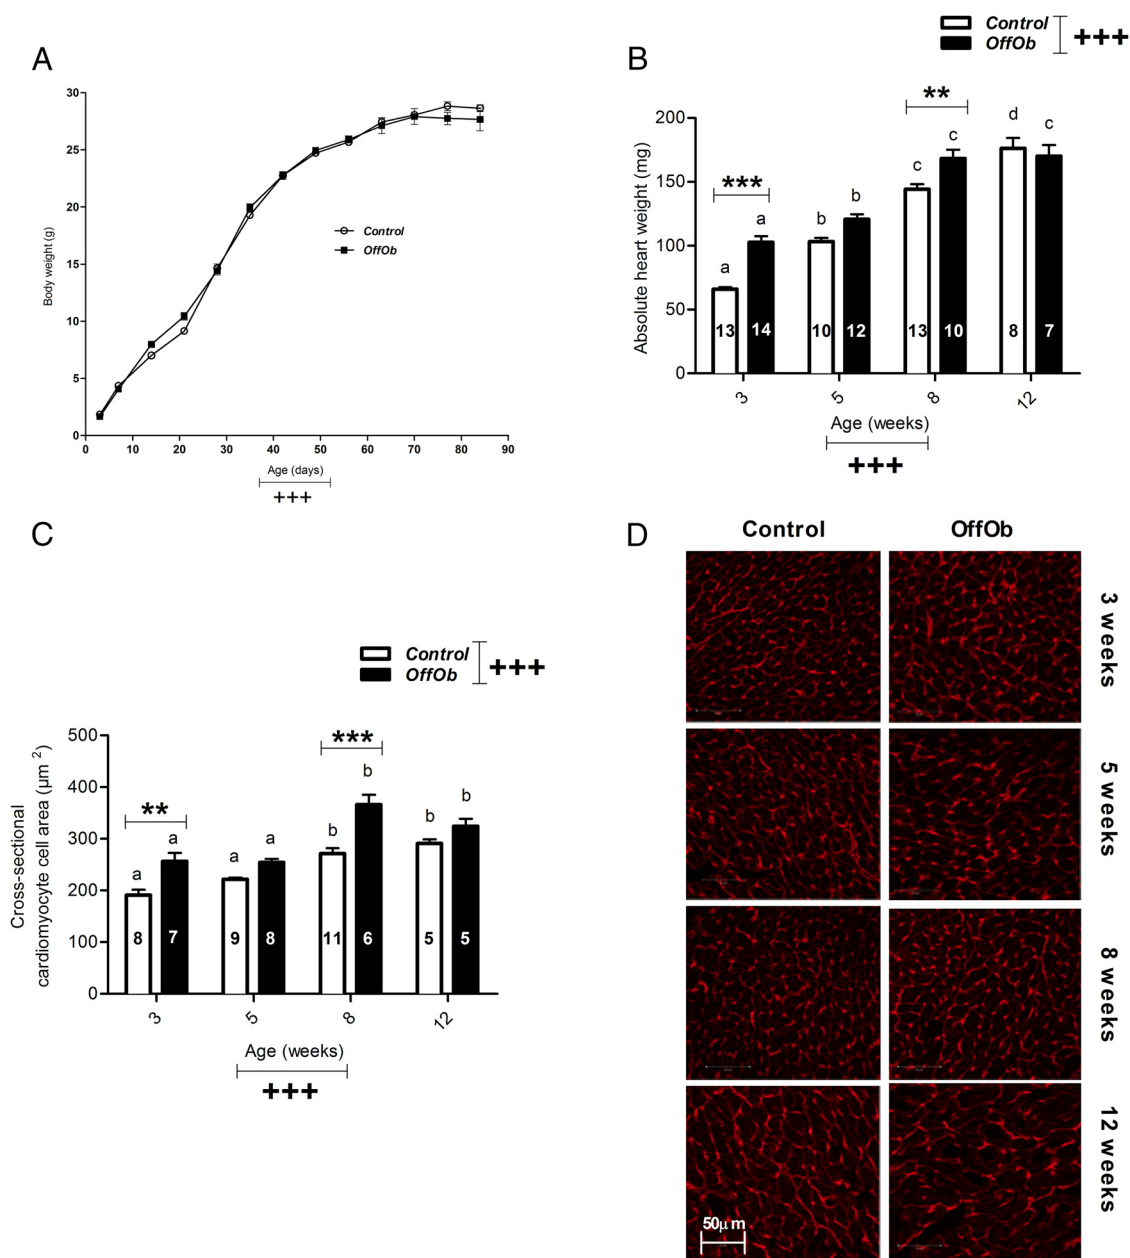 A
30
25
20
15
10
5
0
Body weight (g)
Control
OffOb
0 10 20 30 40 50 60 70 80 90
Age (days)
+++
B
Control
OffOb
+++
200
150
100
50
0
Absolute heart weight (mg)
***
**
a a b b c c d c
13 14 10 12 13 10 8 7
3 5 8 12
Age (weeks)
+++
C
Control
OffOb
+++
500
400
300
200
100
0
Cross-sectional
cardiomyocyte cell area (µm 2)
**
***
a a a a b b b b
8 7 9 8 11 6 5 5
3 5 8 12
Age (weeks)
+++
D
Control OffOb
3 weeks
5 weeks
8 weeks
12 weeks
50µm